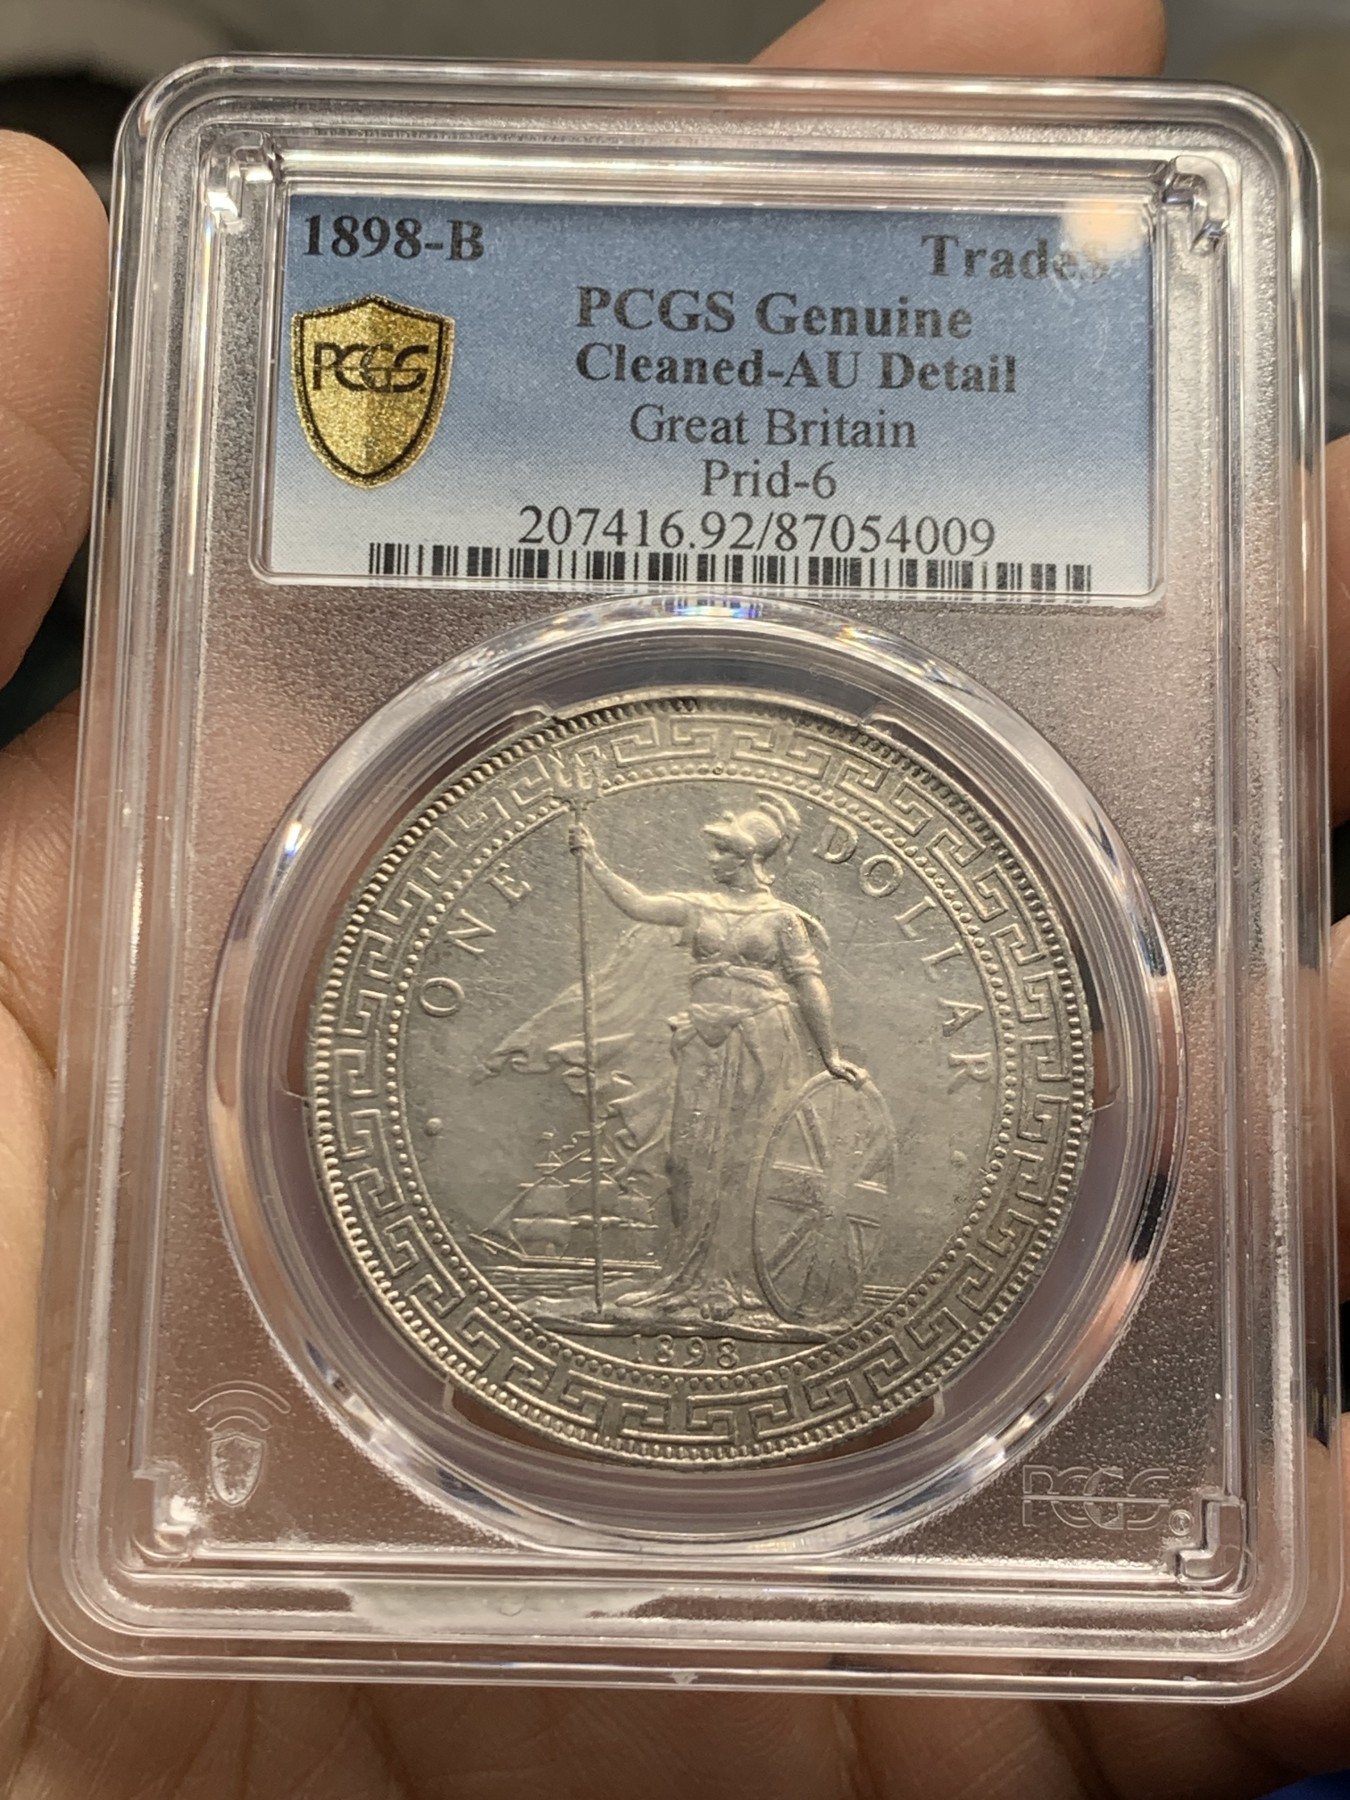 1898-B
Trade$
PCGS Genuine
Cleaned-AU Detail
Great Britain
Prid-6
207416.92/87054009
PCGS
ONE DOLLAR
1898
PCGS